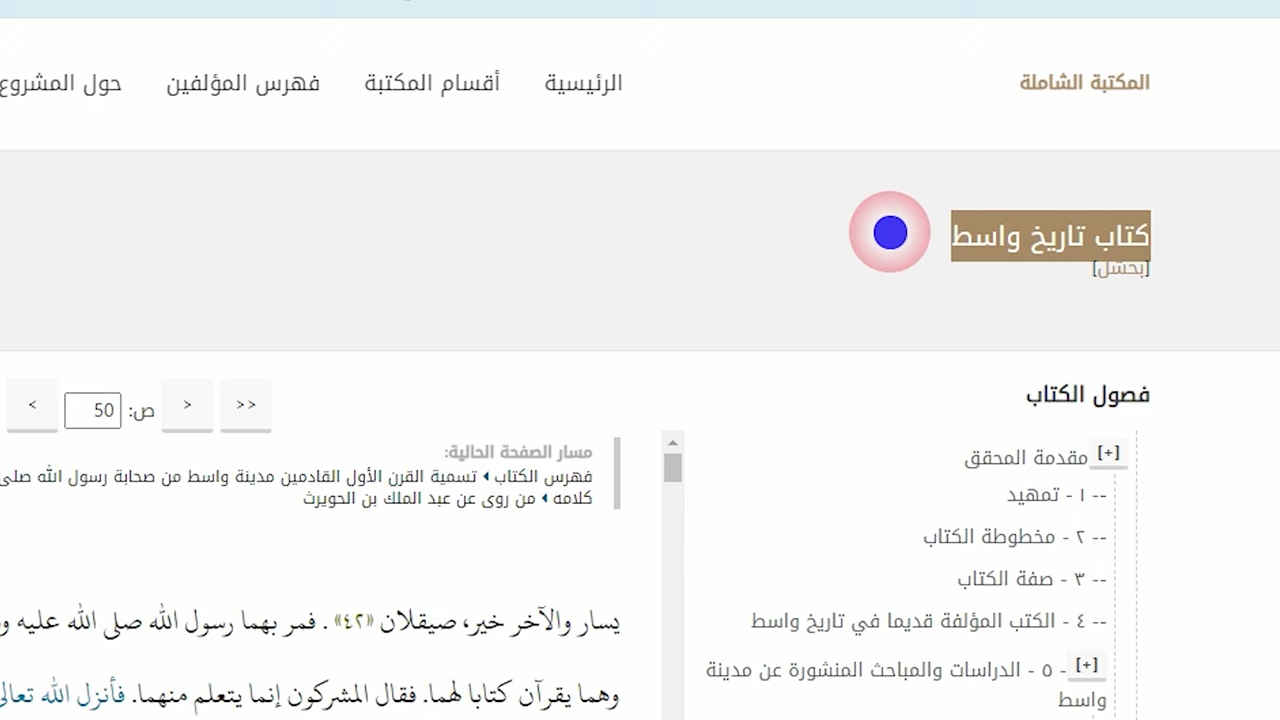 المكتبة الشاملة
الرئيسية أقسام المكتبة فهرس المؤلفين حول المشروع
كتاب تاريخ واسط
[بحشل]
فصول الكتاب
[+] مقدمة المحقق
-- ١ - تمهيد
-- ٢ - مخطوطة الكتاب
-- ٣ - صفة الكتاب
-- ٤ - الكتب المؤلفة قديما في تاريخ واسط
[+] - ٥ - الدراسات والمباحث المنشورة عن مدينة
واسط
<< < ص: 50 >
مسار الصفحة الحالية:
فهرس الكتاب تسمية القرن الأول القادمين مدينة واسط من صحابة رسول الله صلى
كلامه من روى عن عبد الملك بن الحويرث
يسار والآخر خير، صيقلان «٤٢» . فمر بهما رسول الله صلى الله عليه
وهما يقرآن كتابا لهما. فقال المشركون إنما يتعلم منهما. فأنزل الله تعالى